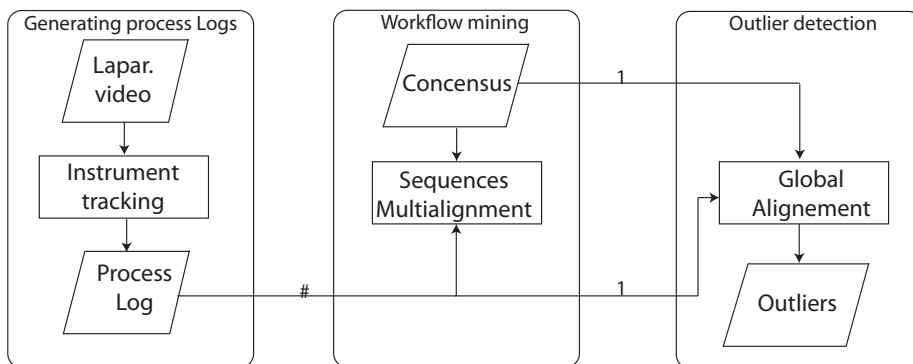 Generating process Logs
Lapar.
video
Instrument
tracking
Process
Log
#
Workflow mining
Concensus
Sequences
Multialignment
1
1
Outlier detection
Global
Alignement
Outliers